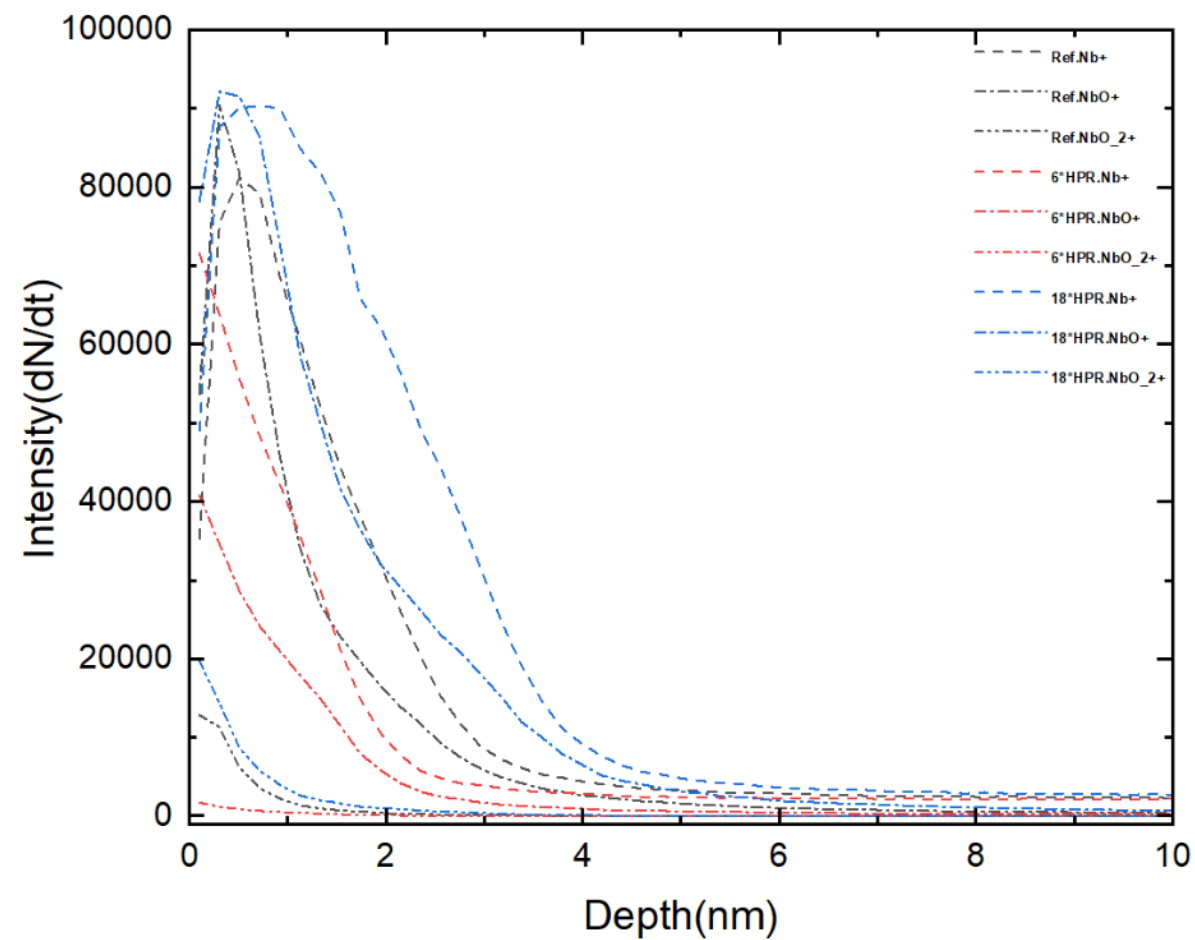 100000
80000
60000
40000
20000
0
Intensity(dN/dt)
Ref.Nb+
Ref.NbO+
Ref.NbO_2+
6*HPR.Nb+
6*HPR.NbO+
6*HPR.NbO_2+
18*HPR.Nb+
18*HPR.NbO+
18*HPR.NbO_2+
0 2 4 6 8 10
Depth(nm)